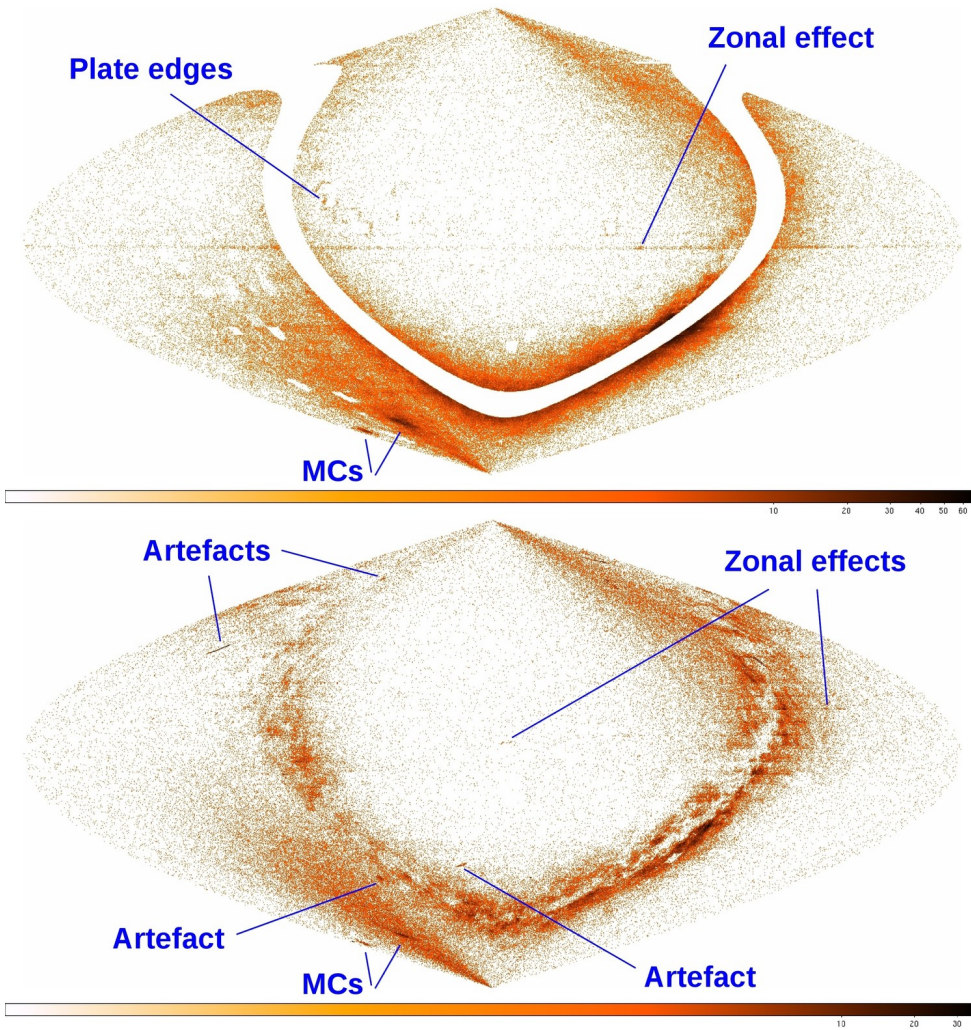 Zonal effect
Plate edges
MCs
10 20 30 40 50 60
Artefacts
Zonal effects
Artefact
MCs
Artefact
10 20 30